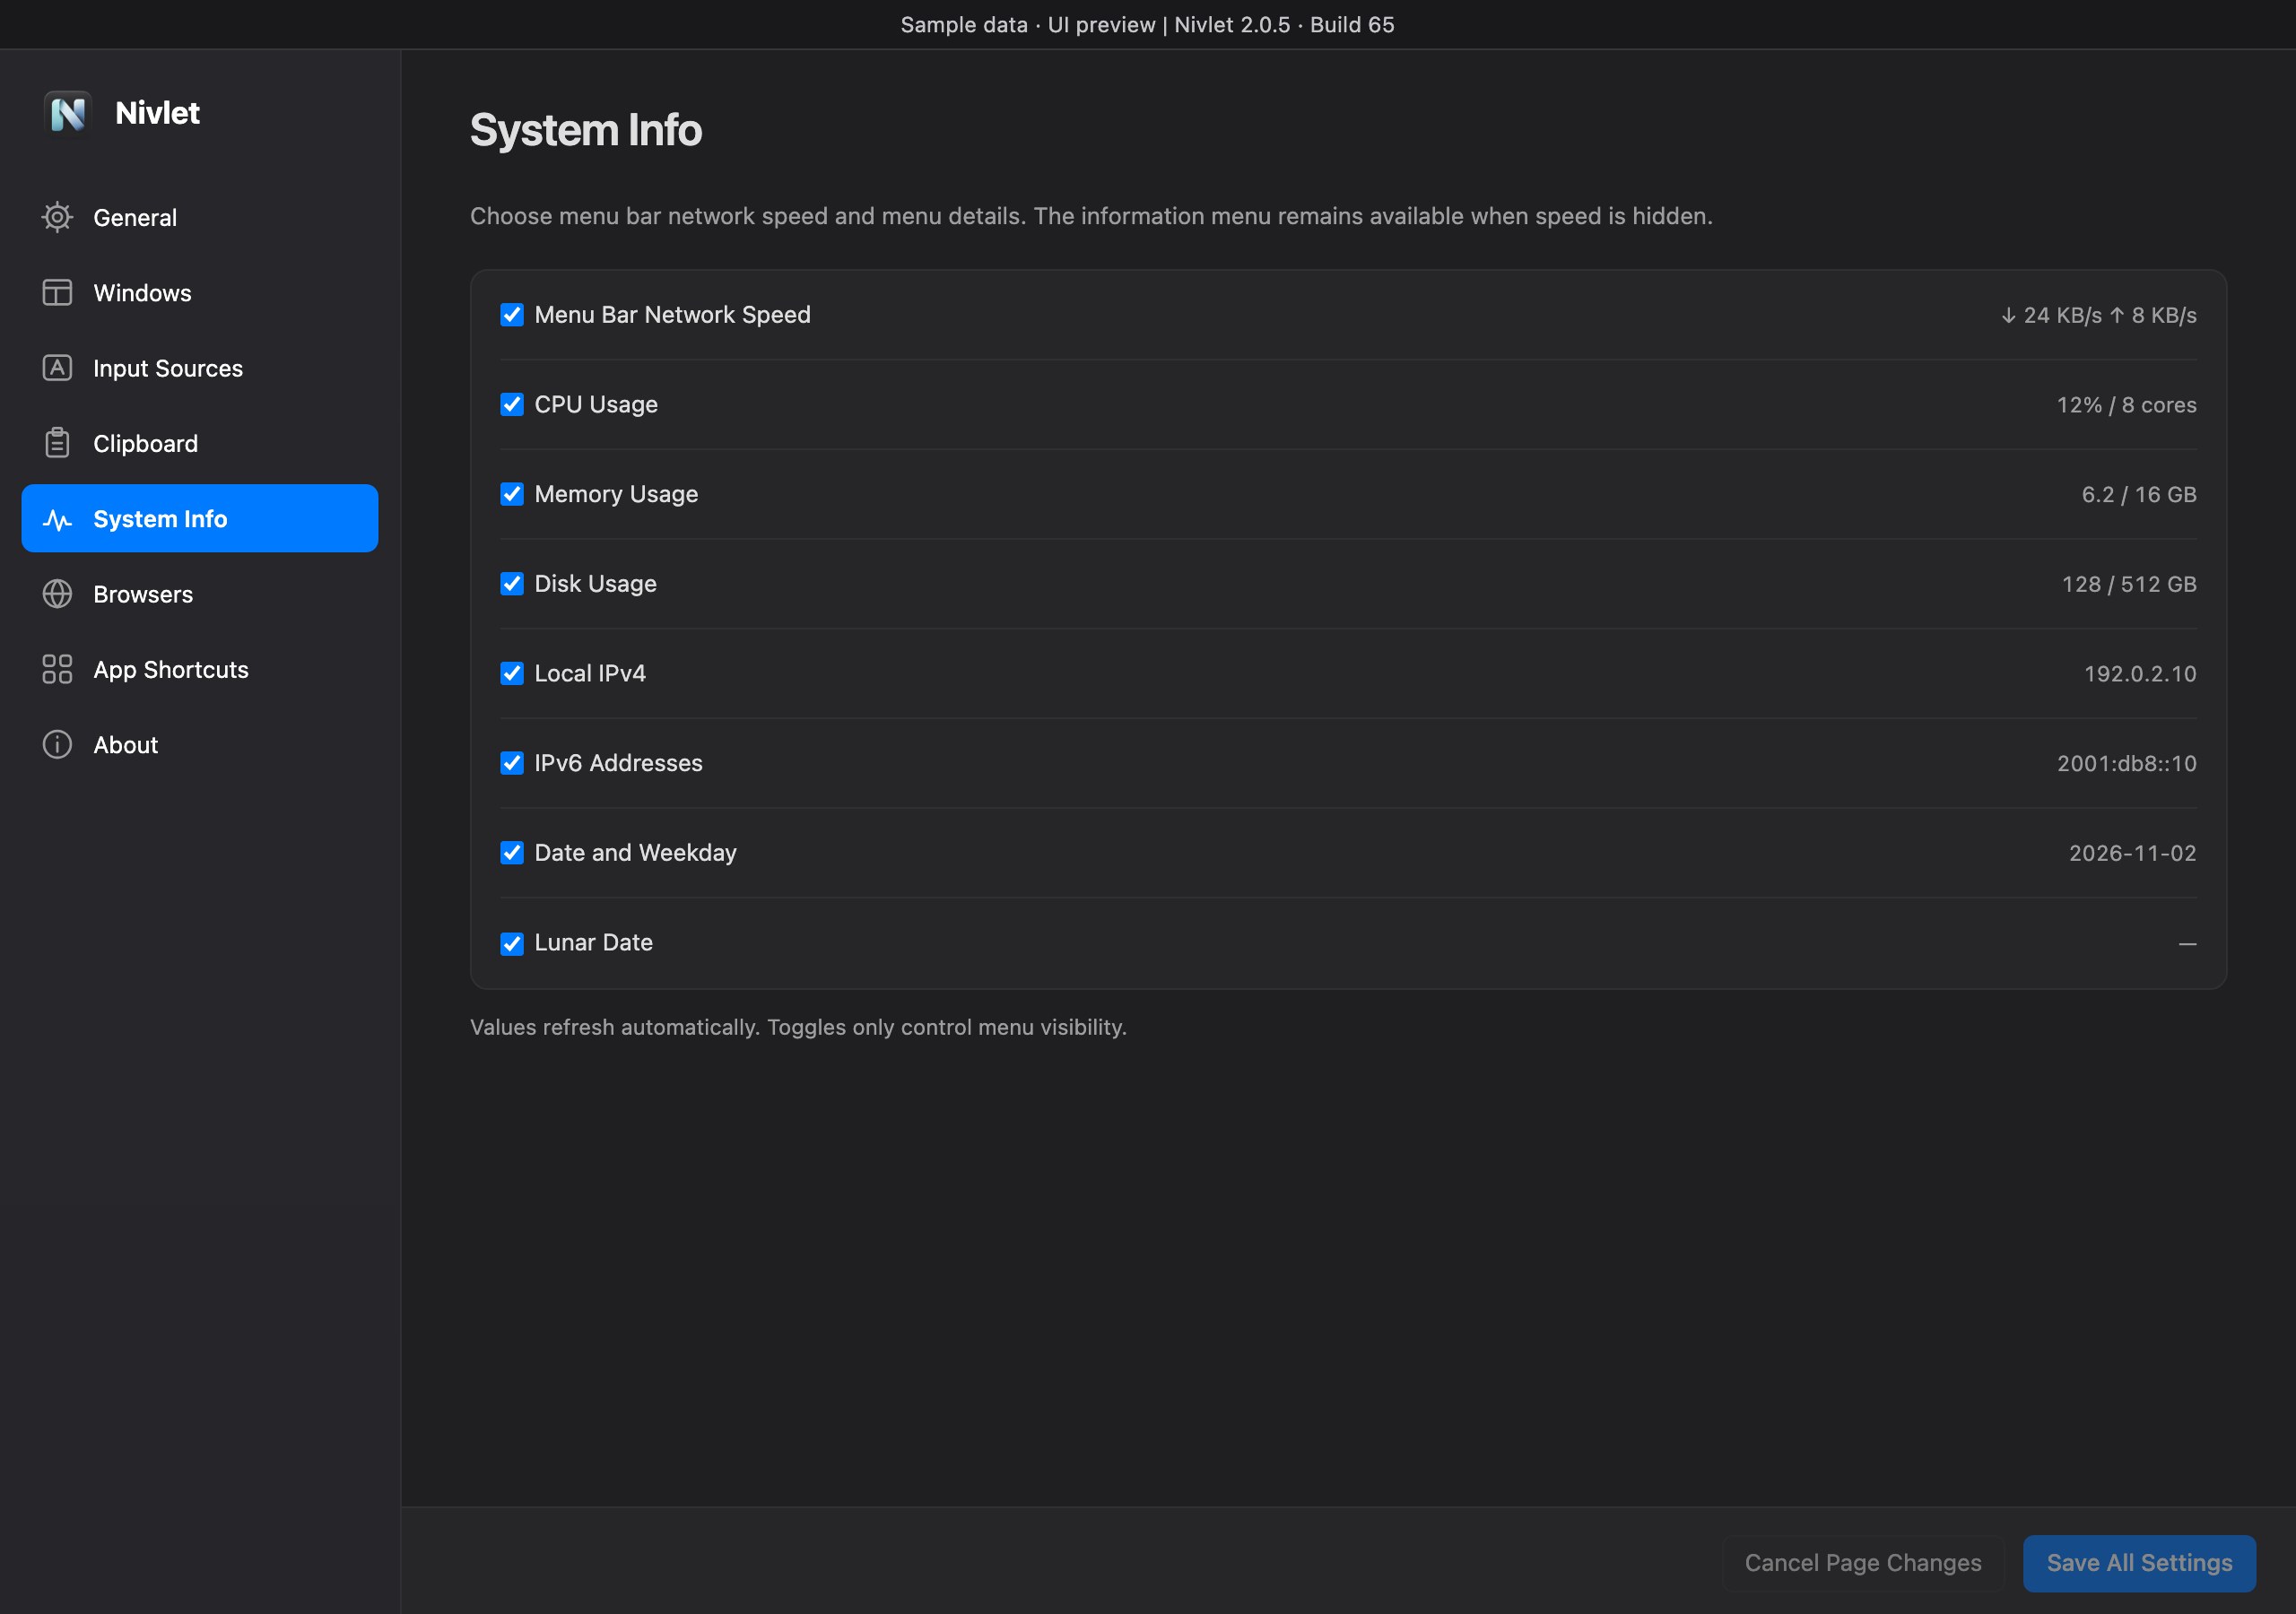 Sample data · UI preview | Nivlet 2.0.5 · Build 65
Nivlet
General
Windows
Input Sources
Clipboard
System Info
Browsers
App Shortcuts
About
System Info
Choose menu bar network speed and menu details. The information menu remains available when speed is hidden.
Menu Bar Network Speed ↓ 24 KB/s ↑ 8 KB/s
CPU Usage 12% / 8 cores
Memory Usage 6.2 / 16 GB
Disk Usage 128 / 512 GB
Local IPv4 192.0.2.10
IPv6 Addresses 2001:db8::10
Date and Weekday 2026-11-02
Lunar Date —
Values refresh automatically. Toggles only control menu visibility.
Cancel Page Changes Save All Settings